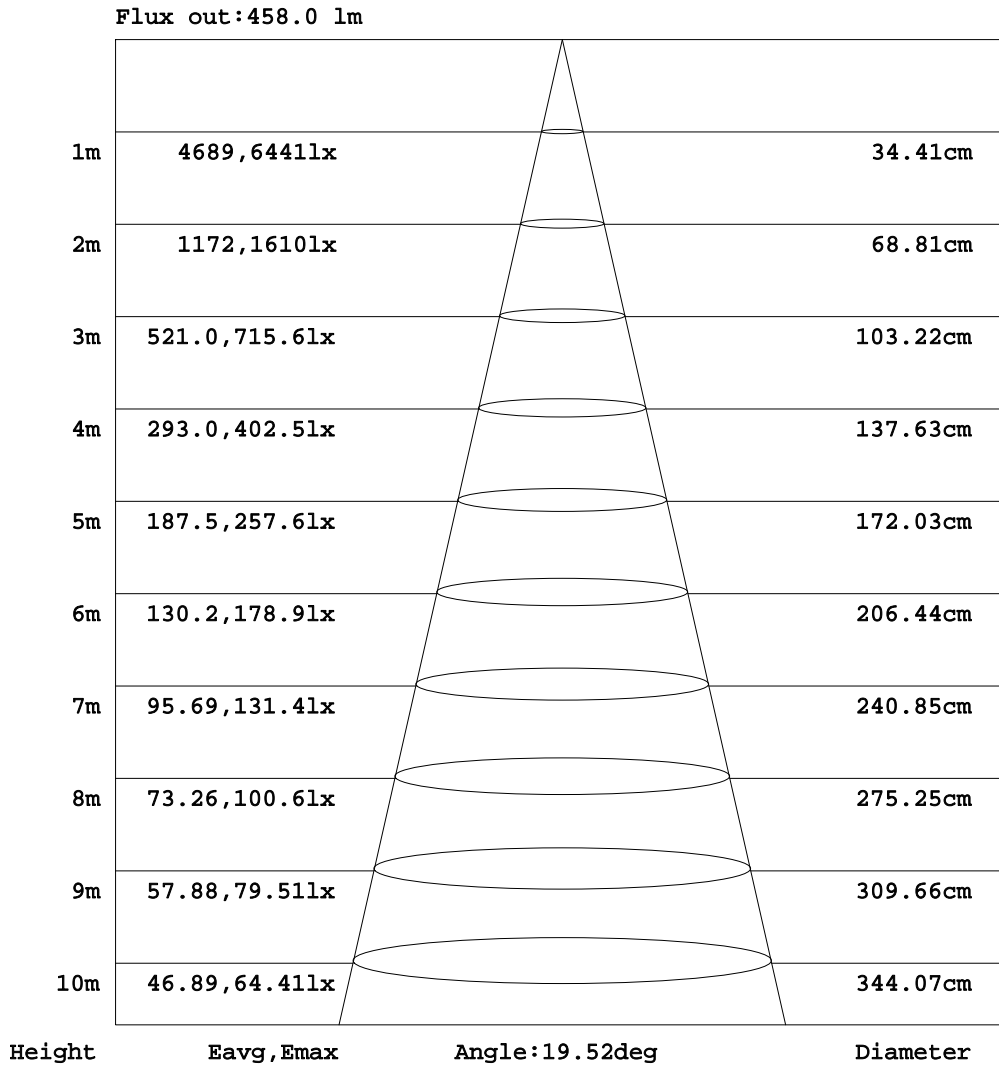 Flux out:458.0 lm
1m 4689,6441lx 34.41cm
2m 1172,1610lx 68.81cm
3m 521.0,715.6lx 103.22cm
4m 293.0,402.5lx 137.63cm
5m 187.5,257.6lx 172.03cm
6m 130.2,178.9lx 206.44cm
7m 95.69,131.4lx 240.85cm
8m 73.26,100.6lx 275.25cm
9m 57.88,79.51lx 309.66cm
10m 46.89,64.41lx 344.07cm
Height Eavg,Emax Angle:19.52deg Diameter